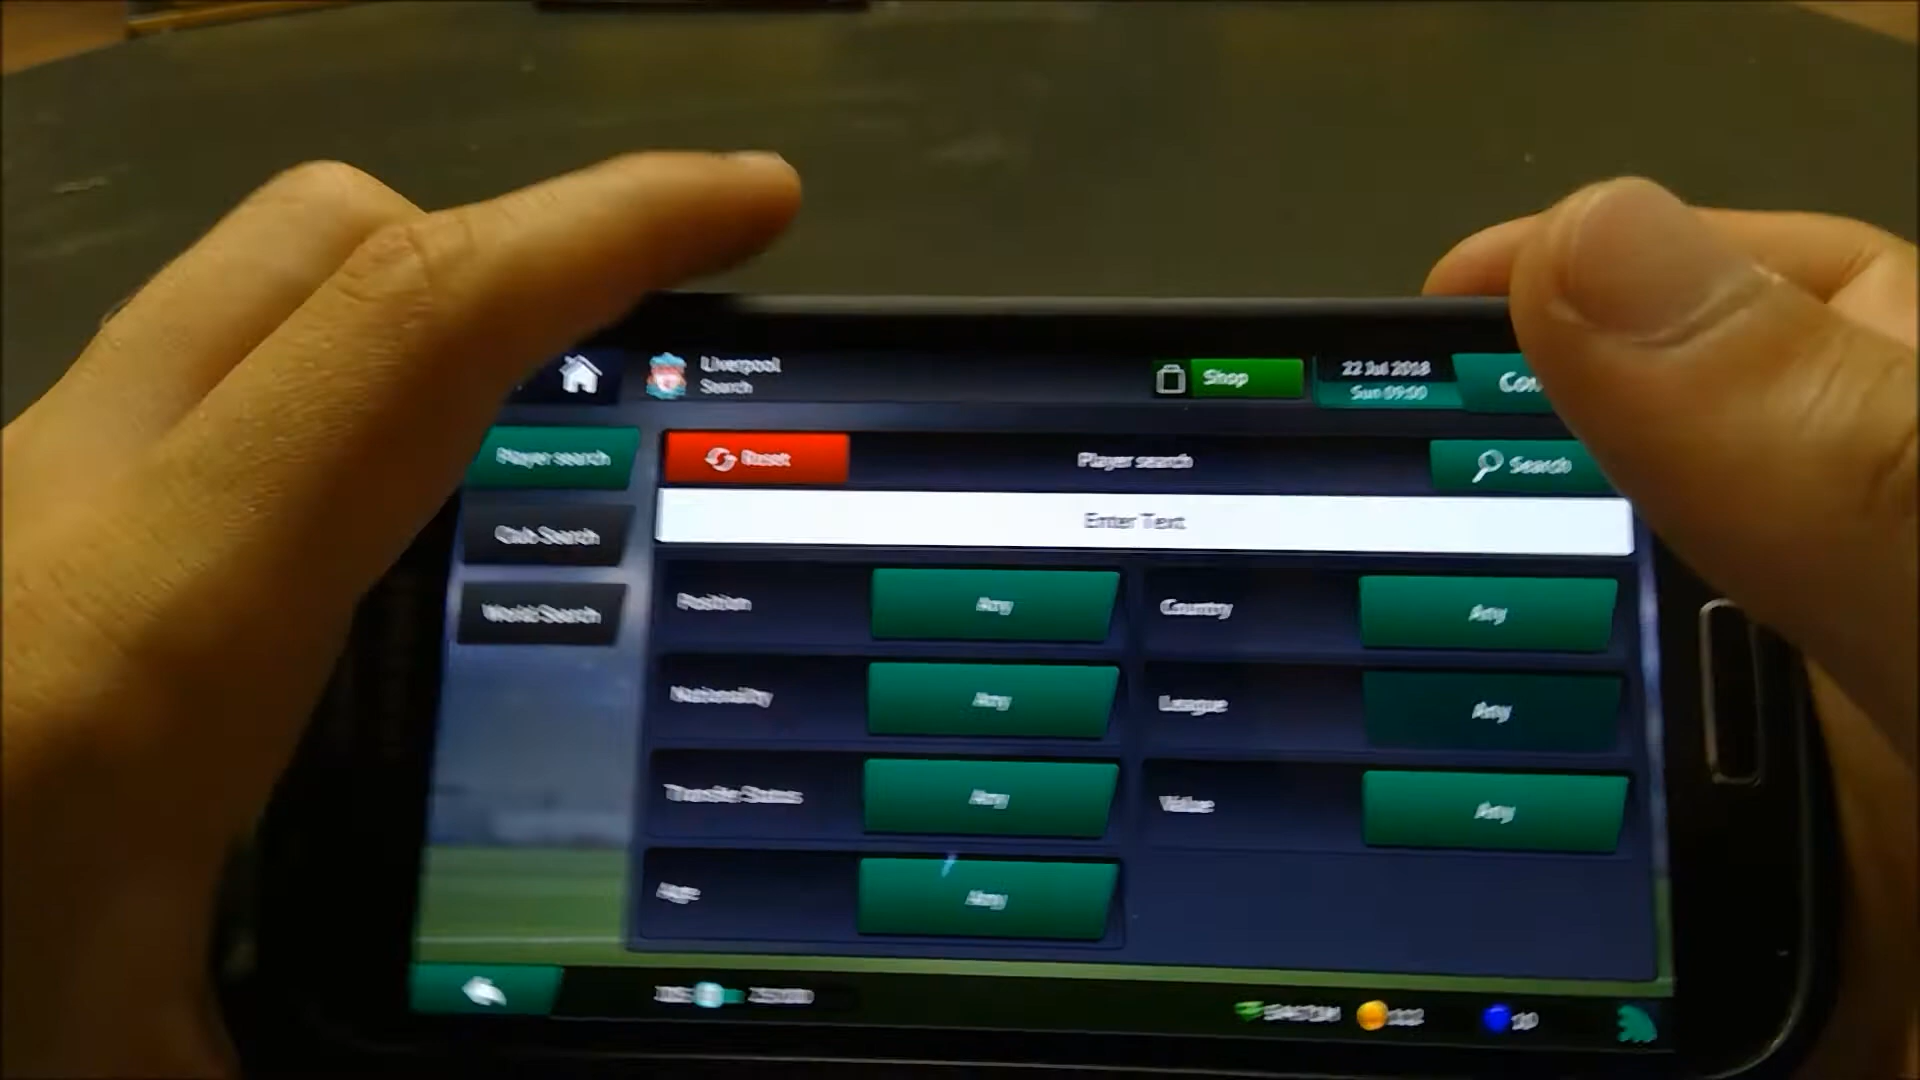 Liverpool
Search
Shop
22 Jul 2018
Sun 09:00
Player search
Reset
Player search
Search
Enter Text
Club Search
World Search
Position
Any
Country
Any
Nationality
Any
League
Any
Transfer Status
Any
Value
Any
Age
Any
10